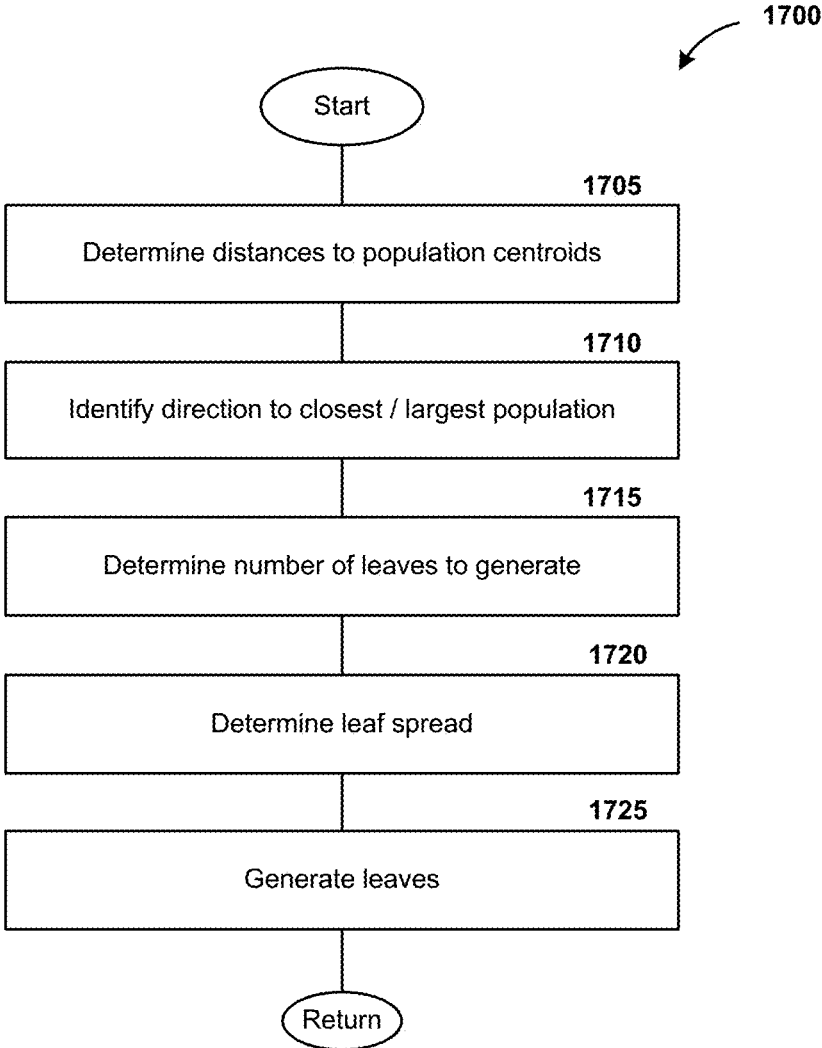 1700
Start
1705
Determine distances to population centroids
1710
Identify direction to closest / largest population
1715
Determine number of leaves to generate
1720
Determine leaf spread
1725
Generate leaves
Return